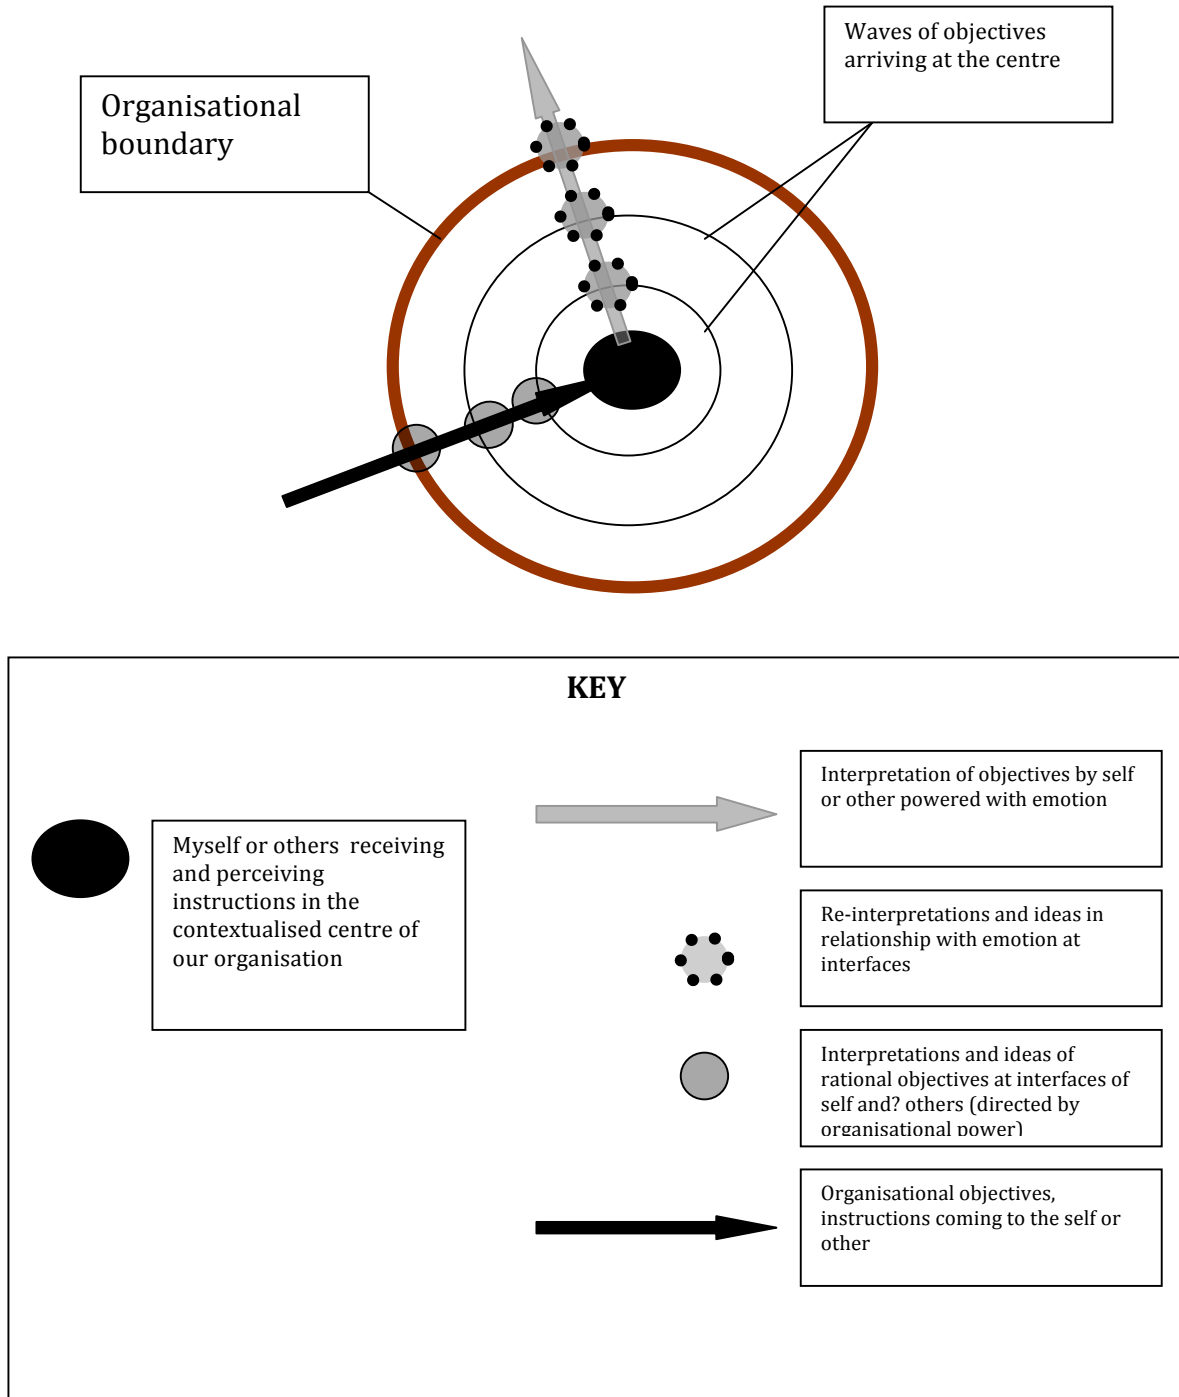 Waves of objectives
arriving at the centre
Organisational
boundary
KEY
Interpretation of objectives by self
or other powered with emotion
Myself or others receiving
and perceiving
instructions in the
contextualised centre of
our organisation
Re-interpretations and ideas in
relationship with emotion at
interfaces
Interpretations and ideas of
rational objectives at interfaces of
self and? others (directed by
organisational power)
Organisational objectives,
instructions coming to the self or
other